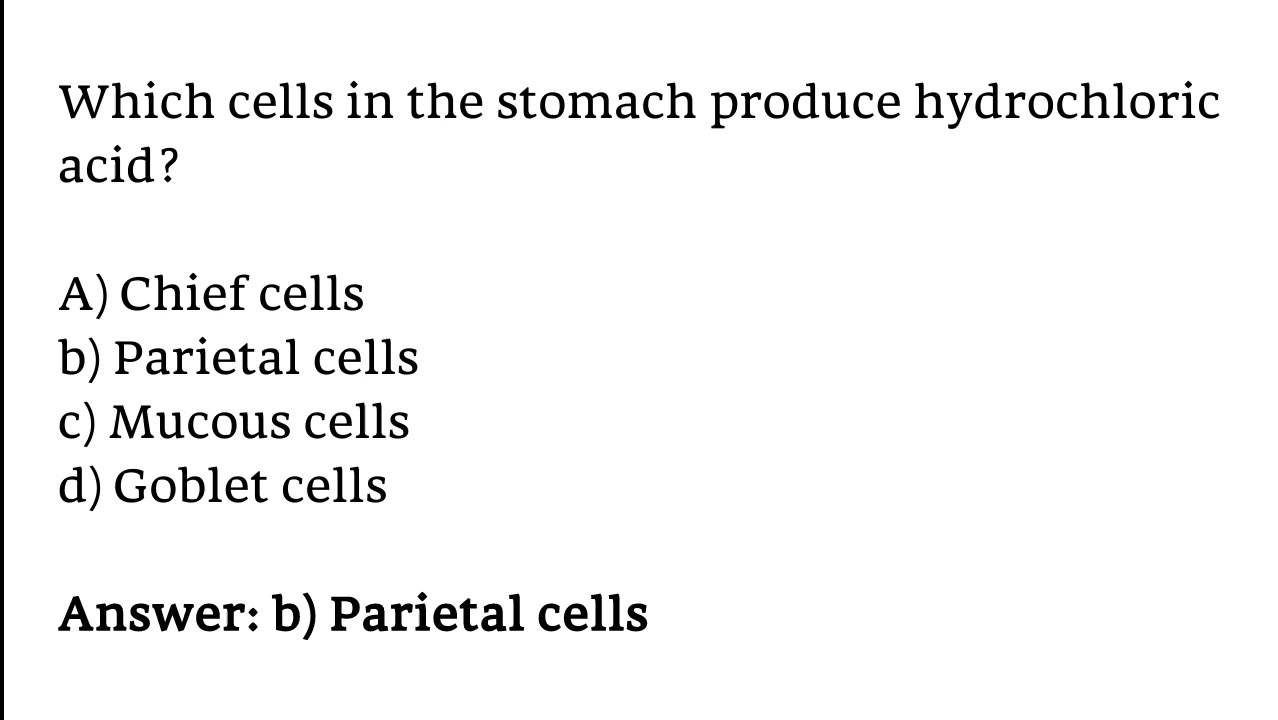 Which cells in the stomach produce hydrochloric
acid?
A) Chief cells
b) Parietal cells
c) Mucous cells
d) Goblet cells
Answer: b) Parietal cells